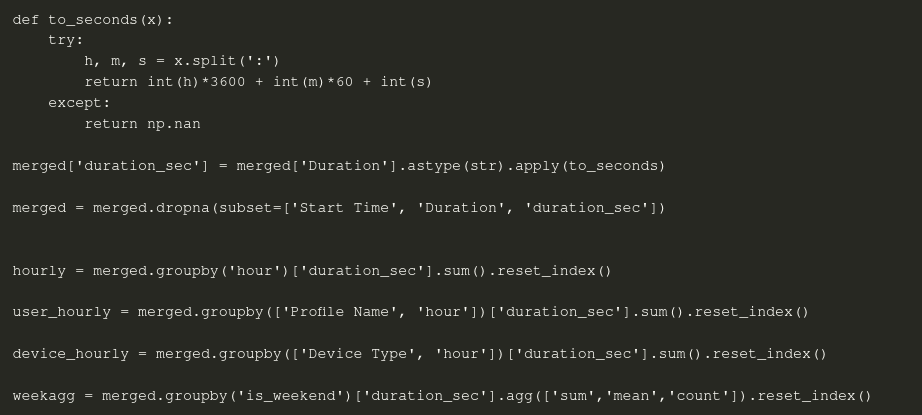 def to_seconds(x):
    try:
        h, m, s = x.split(':')
        return int(h)*3600 + int(m)*60 + int(s)
    except:
        return np.nan
merged['duration_sec'] = merged['Duration'].astype(str).apply(to_seconds)
merged = merged.dropna(subset=['Start Time', 'Duration', 'duration_sec'])
hourly = merged.groupby('hour')['duration_sec'].sum().reset_index()
user_hourly = merged.groupby(['Profile Name', 'hour'])['duration_sec'].sum().reset_index()
device_hourly = merged.groupby(['Device Type', 'hour'])['duration_sec'].sum().reset_index()
weekagg = merged.groupby('is_weekend')['duration_sec'].agg(['sum','mean','count']).reset_index()